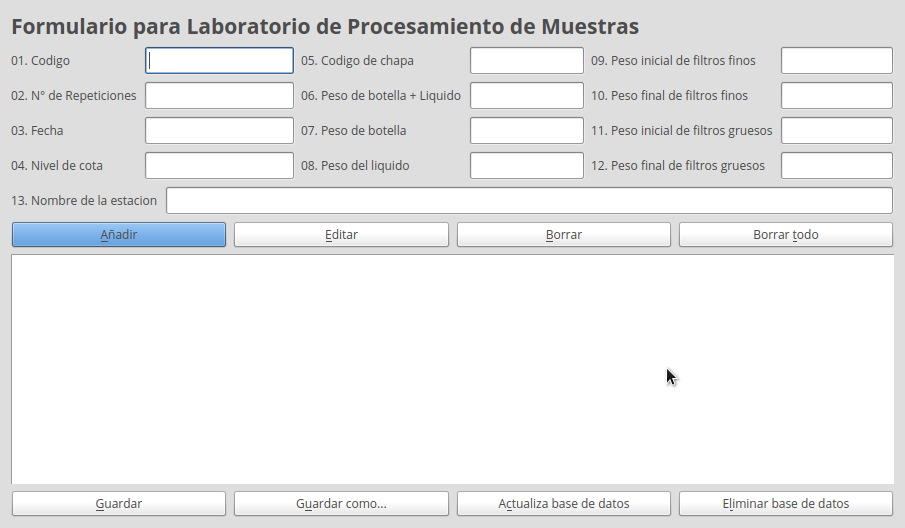 Formulario para Laboratorio de Procesamiento de Muestras
01. Codigo 05. Codigo de chapa 09. Peso inicial de filtros finos
02. N° de Repeticiones 06. Peso de botella + Liquido 10. Peso final de filtros finos
03. Fecha 07. Peso de botella 11. Peso inicial de filtros gruesos
04. Nivel de cota 08. Peso del liquido 12. Peso final de filtros gruesos
13. Nombre de la estacion
Añadir Editar Borrar Borrar todo
Guardar Guardar como... Actualiza base de datos Eliminar base de datos